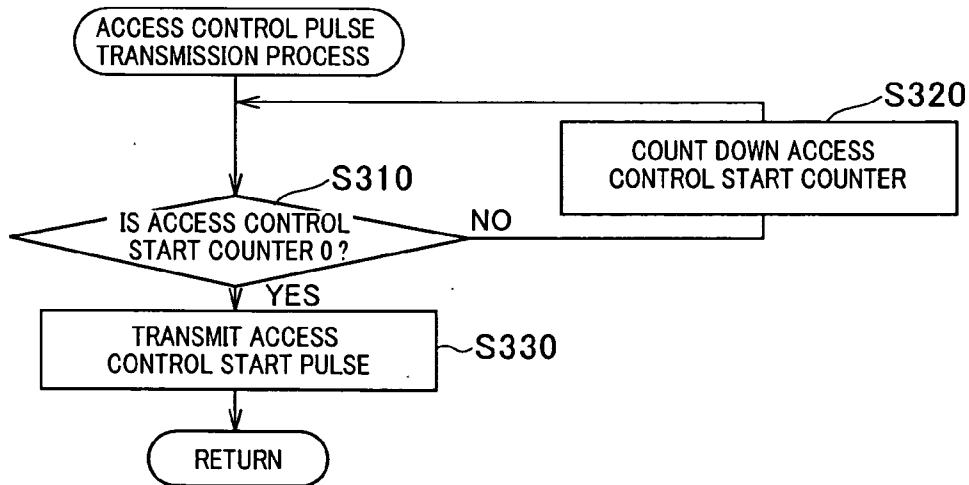 ACCESS CONTROL PULSE
TRANSMISSION PROCESS
S320
COUNT DOWN ACCESS
CONTROL START COUNTER
S310
IS ACCESS CONTROL
START COUNTER 0?
NO
YES
TRANSMIT ACCESS
CONTROL START PULSE
S330
RETURN